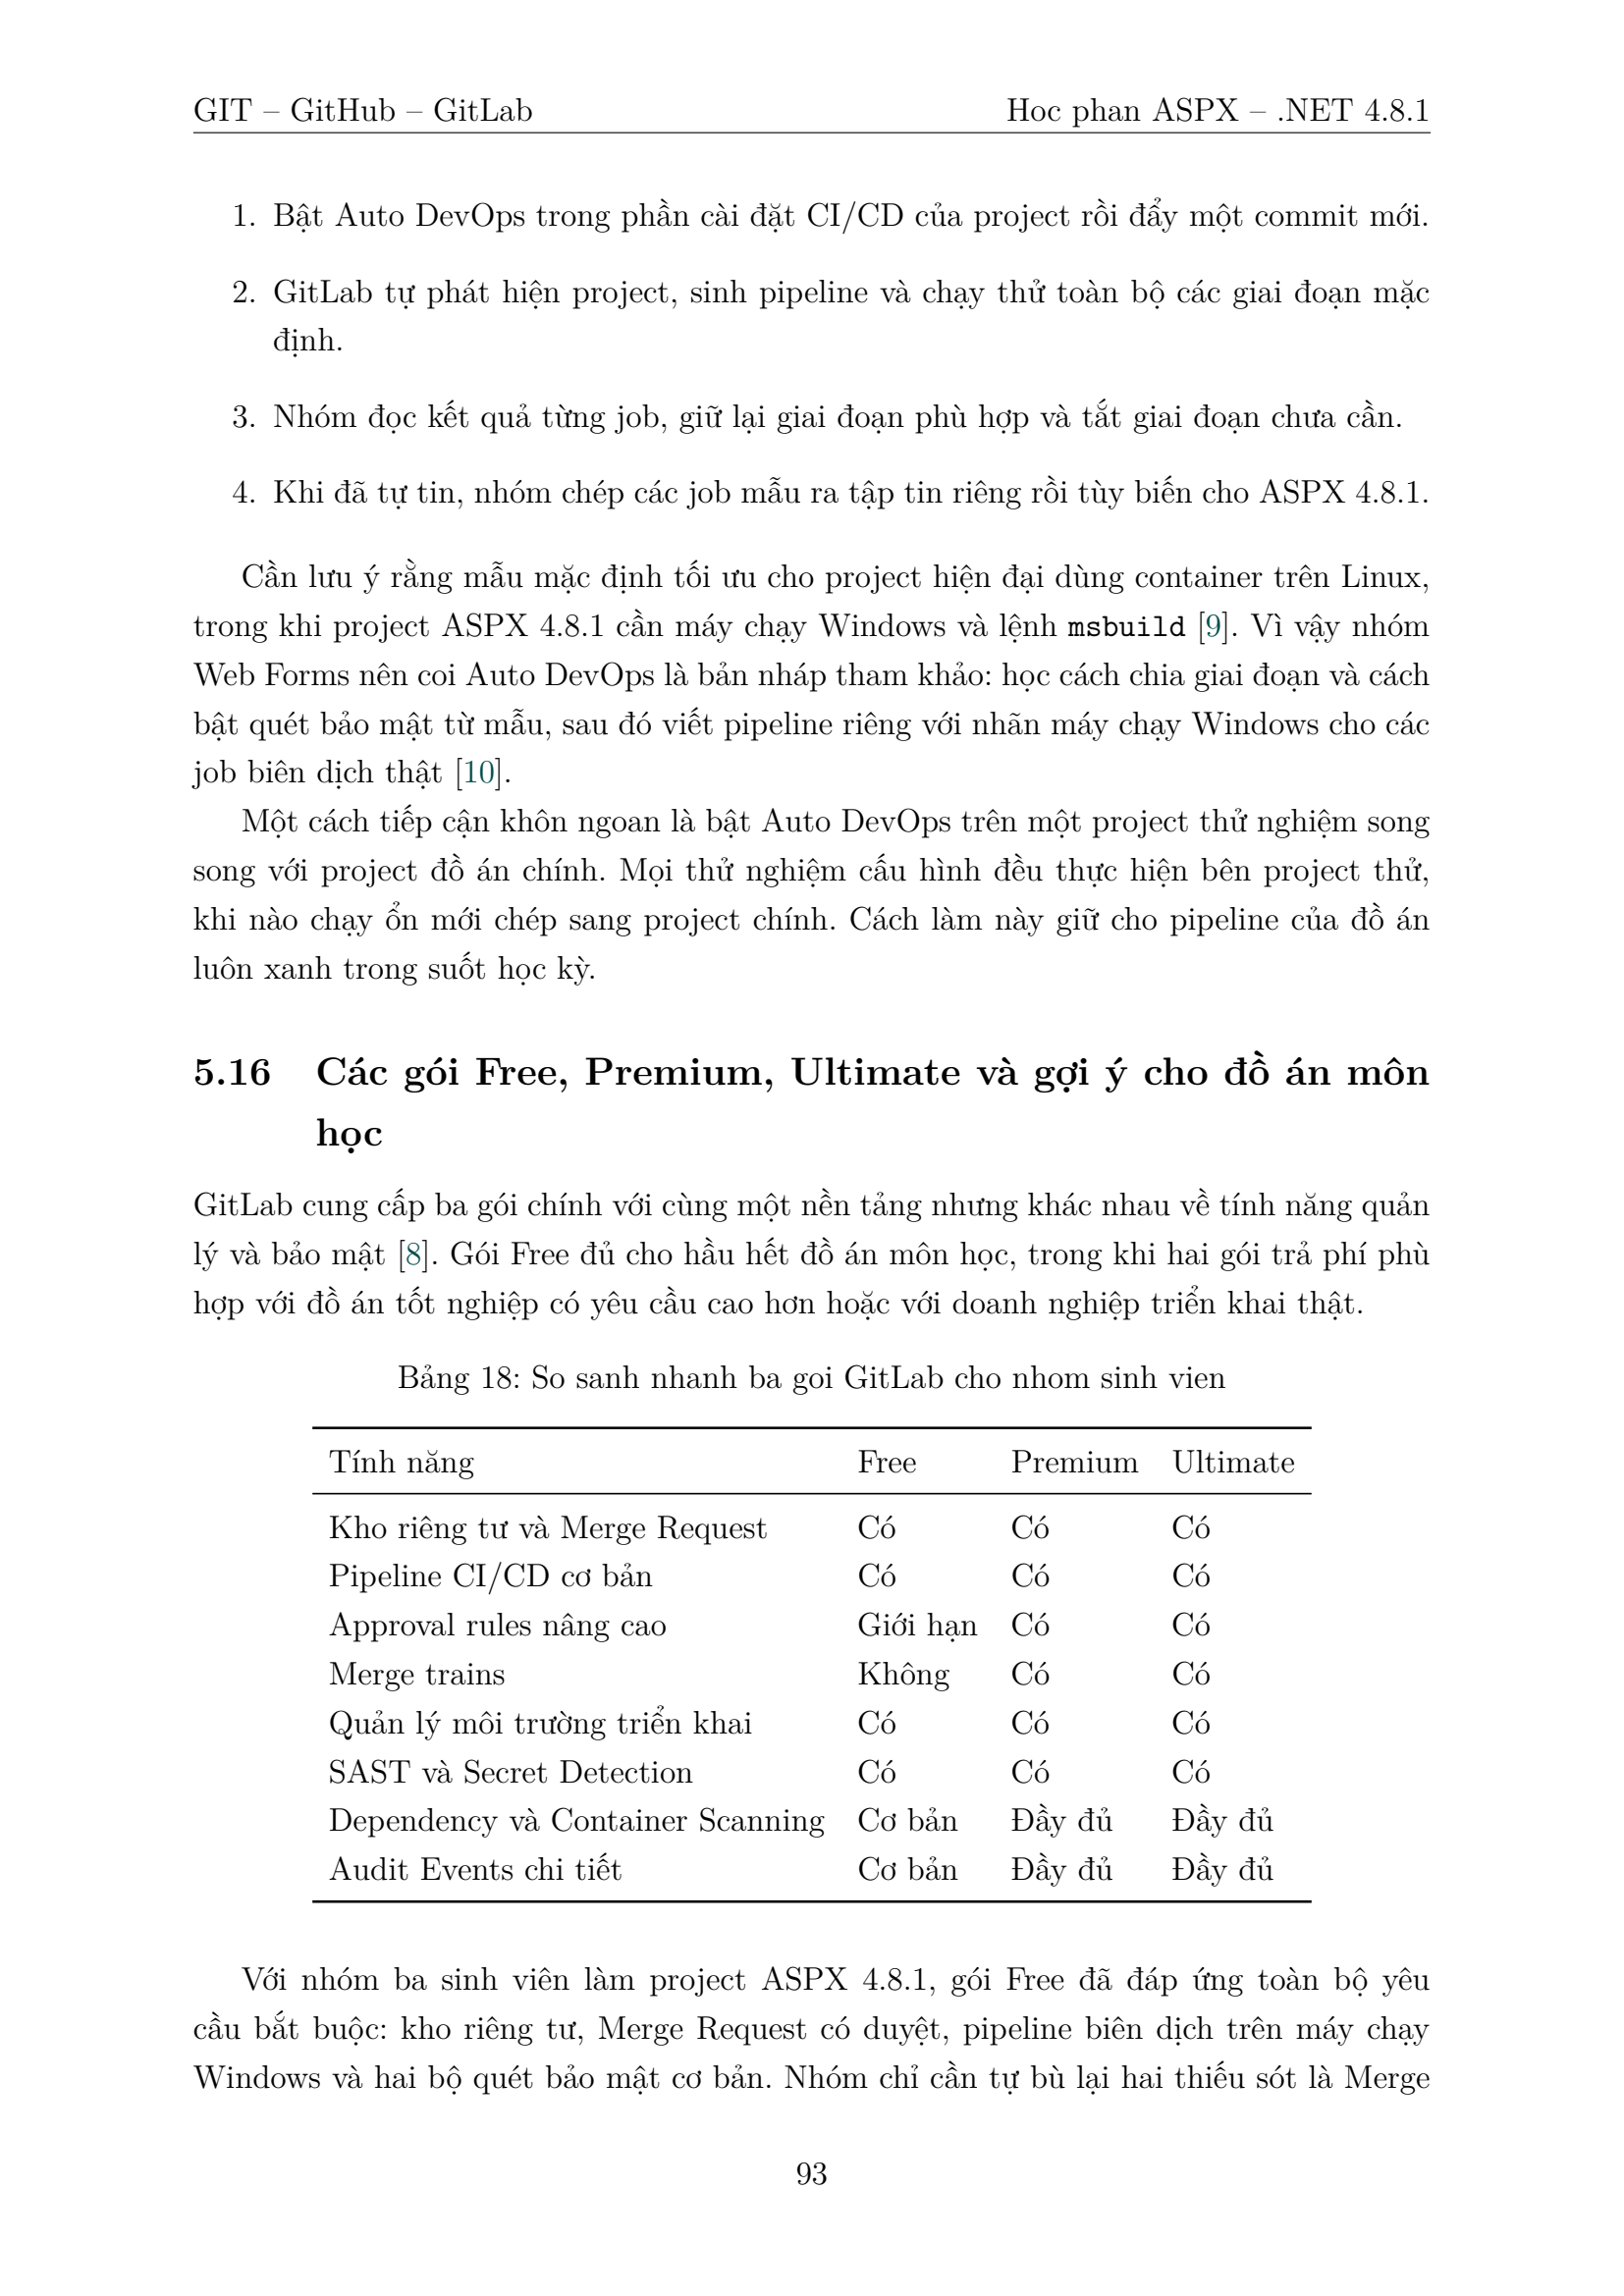 GIT – GitHub – GitLab Hoc phan ASPX – .NET 4.8.1
1. Bật Auto DevOps trong phần cài đặt CI/CD của project rồi đẩy một commit mới.
2. GitLab tự phát hiện project, sinh pipeline và chạy thử toàn bộ các giai đoạn mặc
định.
3. Nhóm đọc kết quả từng job, giữ lại giai đoạn phù hợp và tắt giai đoạn chưa cần.
4. Khi đã tự tin, nhóm chép các job mẫu ra tập tin riêng rồi tùy biến cho ASPX 4.8.1.
Cần lưu ý rằng mẫu mặc định tối ưu cho project hiện đại dùng container trên Linux,
trong khi project ASPX 4.8.1 cần máy chạy Windows và lệnh msbuild [9]. Vì vậy nhóm
Web Forms nên coi Auto DevOps là bản nháp tham khảo: học cách chia giai đoạn và cách
bật quét bảo mật từ mẫu, sau đó viết pipeline riêng với nhãn máy chạy Windows cho các
job biên dịch thật [10].
Một cách tiếp cận khôn ngoan là bật Auto DevOps trên một project thử nghiệm song
song với project đồ án chính. Mọi thử nghiệm cấu hình đều thực hiện bên project thử,
khi nào chạy ổn mới chép sang project chính. Cách làm này giữ cho pipeline của đồ án
luôn xanh trong suốt học kỳ.
5.16 Các gói Free, Premium, Ultimate và gợi ý cho đồ án môn
học
GitLab cung cấp ba gói chính với cùng một nền tảng nhưng khác nhau về tính năng quản
lý và bảo mật [8]. Gói Free đủ cho hầu hết đồ án môn học, trong khi hai gói trả phí phù
hợp với đồ án tốt nghiệp có yêu cầu cao hơn hoặc với doanh nghiệp triển khai thật.
Bảng 18: So sanh nhanh ba goi GitLab cho nhom sinh vien
Tính năng Free Premium Ultimate
Kho riêng tư và Merge Request Có Có Có
Pipeline CI/CD cơ bản Có Có Có
Approval rules nâng cao Giới hạn Có Có
Merge trains Không Có Có
Quản lý môi trường triển khai Có Có Có
SAST và Secret Detection Có Có Có
Dependency và Container Scanning Cơ bản Đầy đủ Đầy đủ
Audit Events chi tiết Cơ bản Đầy đủ Đầy đủ
Với nhóm ba sinh viên làm project ASPX 4.8.1, gói Free đã đáp ứng toàn bộ yêu
cầu bắt buộc: kho riêng tư, Merge Request có duyệt, pipeline biên dịch trên máy chạy
Windows và hai bộ quét bảo mật cơ bản. Nhóm chỉ cần tự bù lại hai thiếu sót là Merge
93